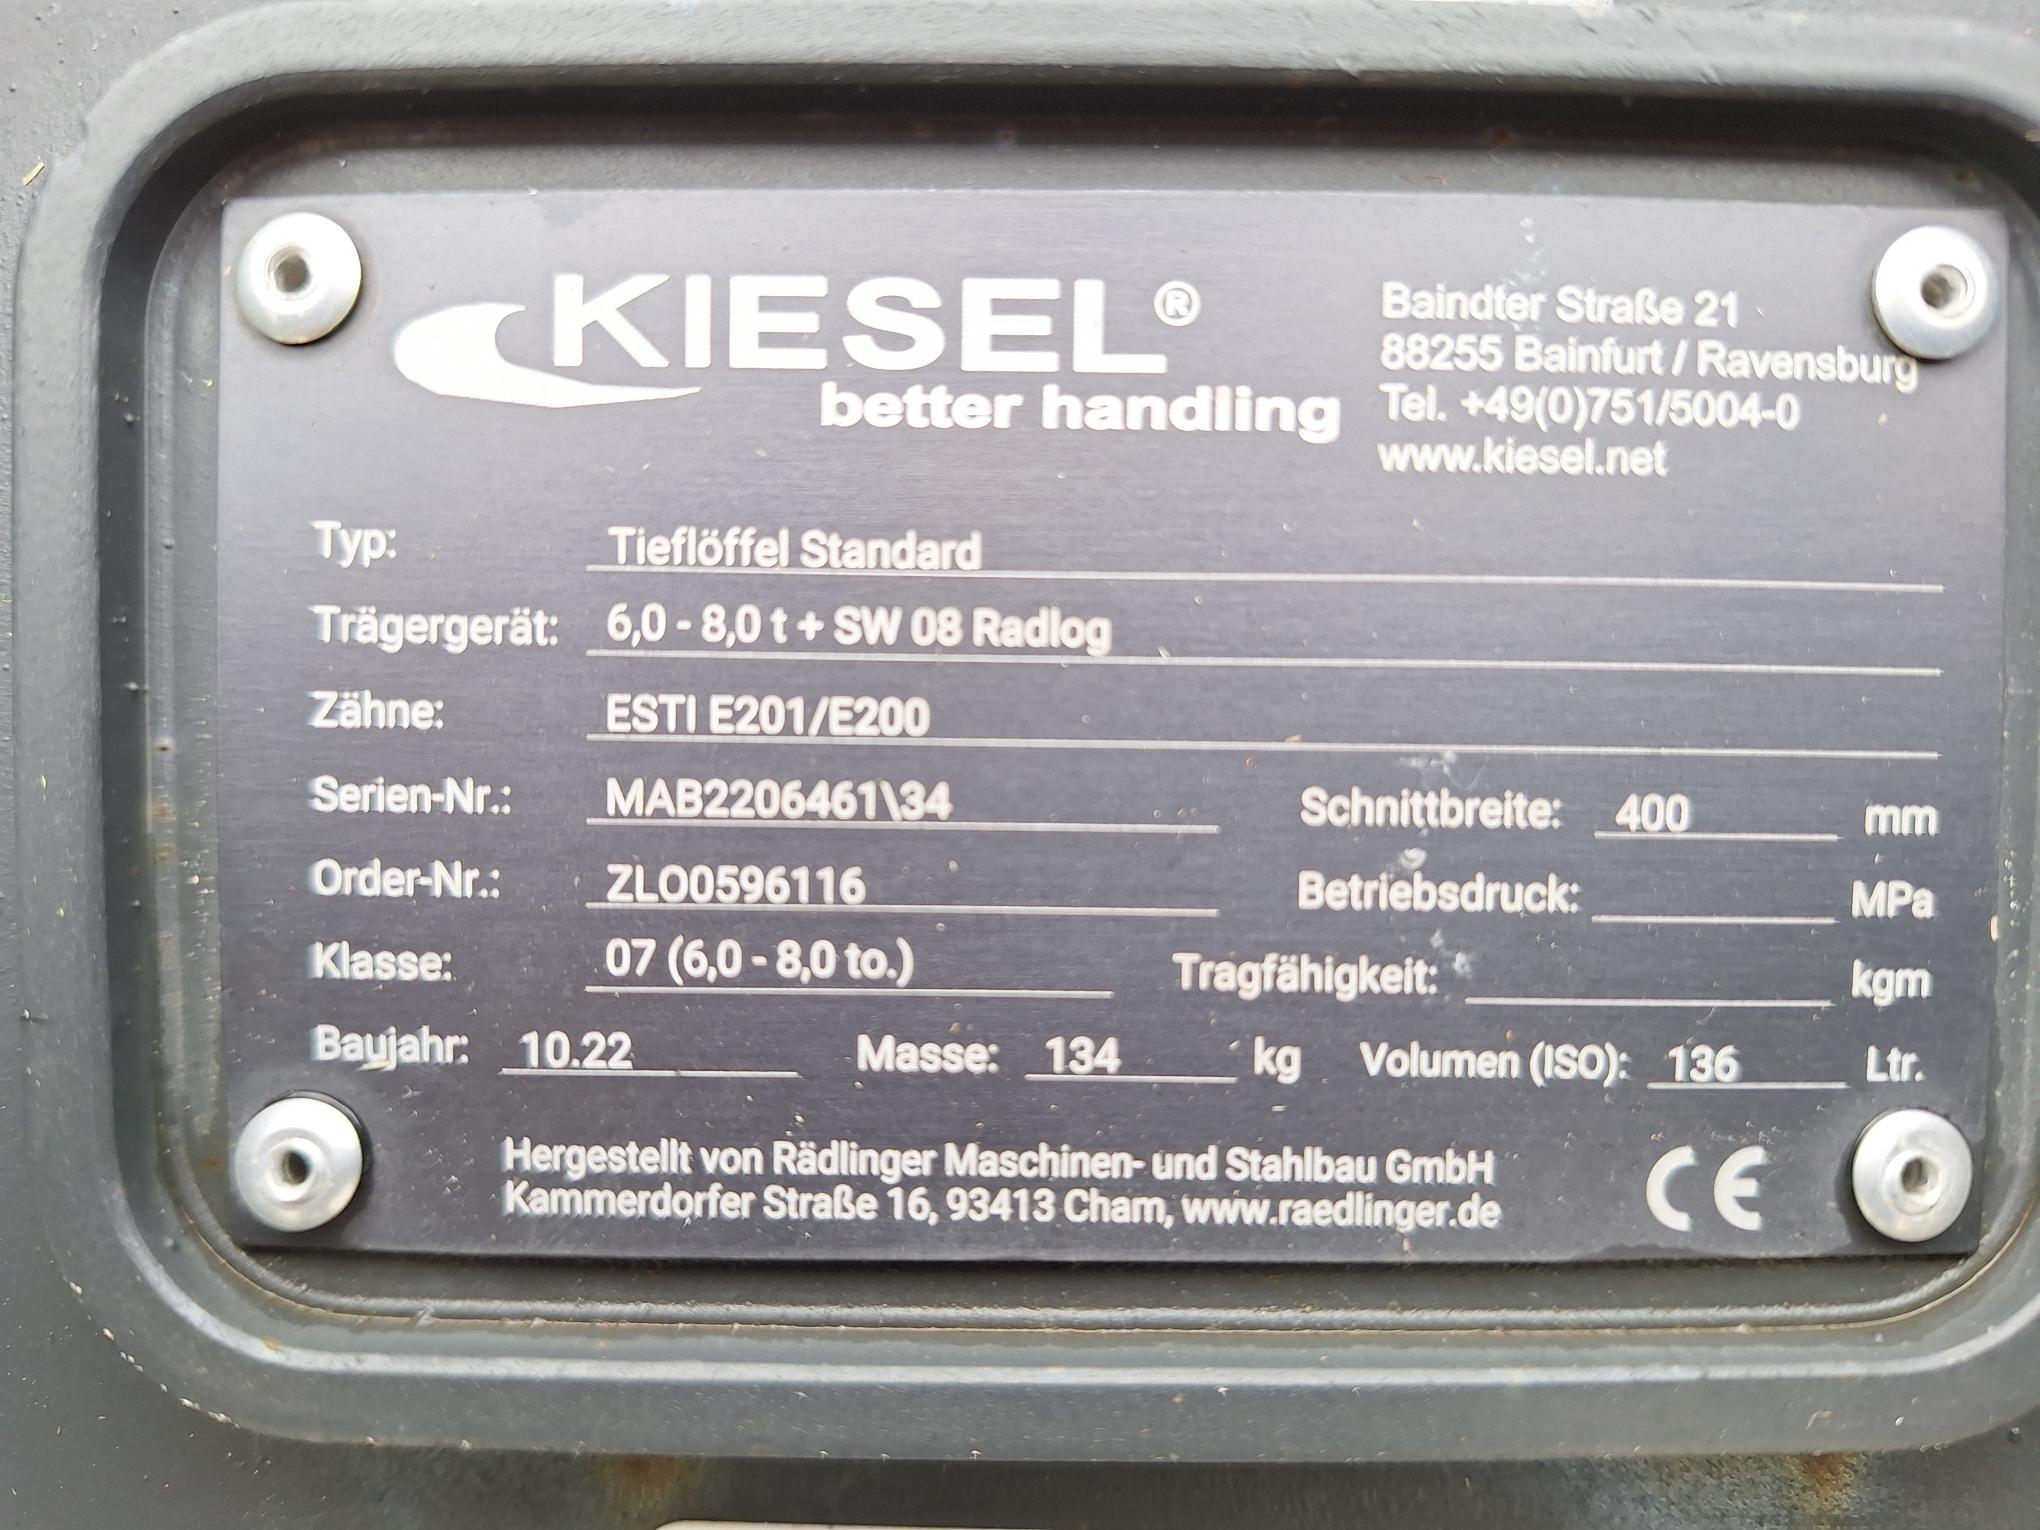 KIESEL®
better handling
Baindter Straße 21
88255 Bainfurt / Ravensburg
Tel. +49(0)751/5004-0
www.kiesel.net
Typ: Tieflöffel Standard
Trägergerät: 6,0 - 8,0 t + SW 08 Radlog
Zähne: ESTI E201/E200
Serien-Nr.: MAB2206461\34 Schnittbreite: 400 mm
Order-Nr.: ZLO0596116 Betriebsdruck: MPa
Klasse: 07 (6,0 - 8,0 to.) Tragfähigkeit: kgm
Baujahr: 10.22 Masse: 134 kg Volumen (ISO): 136 Ltr.
Hergestellt von Rädlinger Maschinen- und Stahlbau GmbH
Kammerdorfer Straße 16, 93413 Cham, www.raedlinger.de
CE